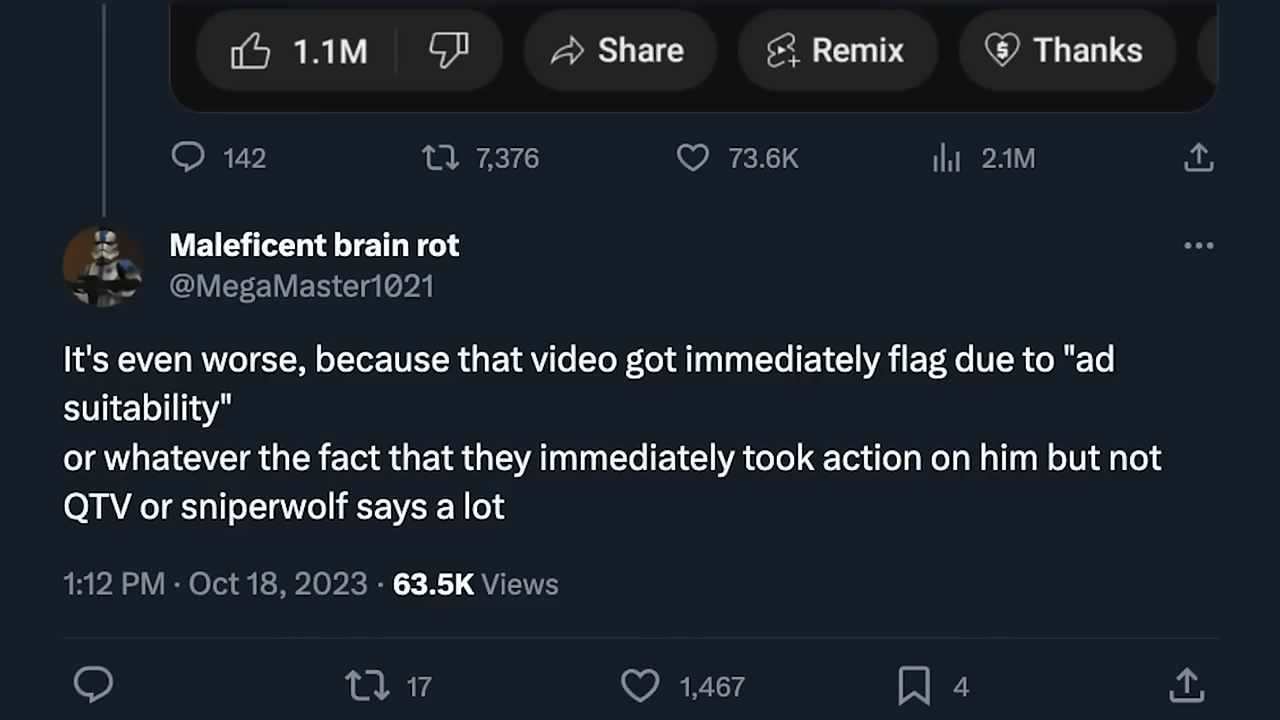 1.1M Share Remix Thanks
142 7,376 73.6K 2.1M
Maleficent brain rot
@MegaMaster1021
It's even worse, because that video got immediately flag due to "ad
suitability"
or whatever the fact that they immediately took action on him but not
QTV or sniperwolf says a lot
1:12 PM · Oct 18, 2023 · 63.5K Views
17 1,467 4